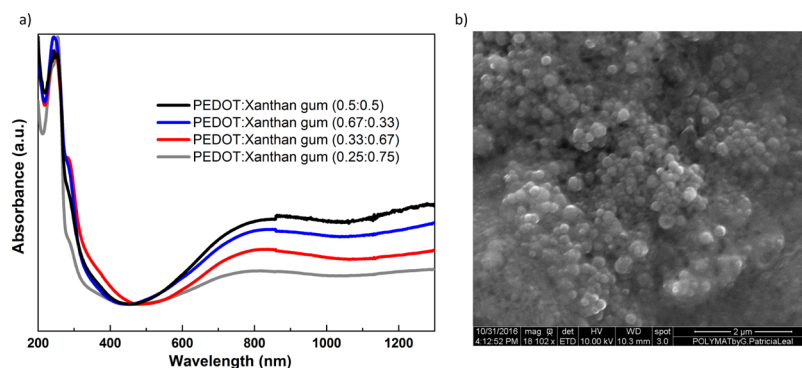 a)
b)
Absorbance (a.u.)
PEDOT:Xanthan gum (0.5:0.5)
PEDOT:Xanthan gum (0.67:0.33)
PEDOT:Xanthan gum (0.33:0.67)
PEDOT:Xanthan gum (0.25:0.75)
200 400 600 800 1000 1200
Wavelength (nm)
10/31/2016 mag det HV WD spot 2 µm
4:12:52 PM 18 102 x ETD 10.00 kV 10.3 mm 3.0 POLYMATbyG.PatriciaLeal